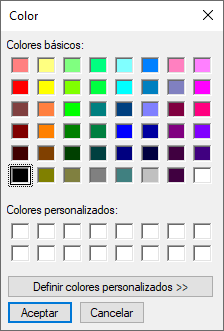 Color
Colores básicos:
Colores personalizados:
Definir colores personalizados >>
Aceptar
Cancelar